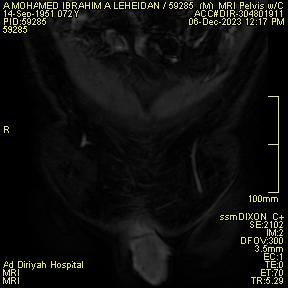 A MOHAMED IBRAHIM A LEHEIDAN / 59285 (M) MRI Pelvis w/C
14-Sep-1951 072Y ACC#DIR-304801911
PID:59285 06-Dec-2023 12:17 PM
59285
R
100mm
ssmDIXON C+
SE:2102
IM:2
DFOV:300
3.5mm
EC:1
Ad Diriyah Hospital TE:0
MRI ET:70
MRI TR:5.29